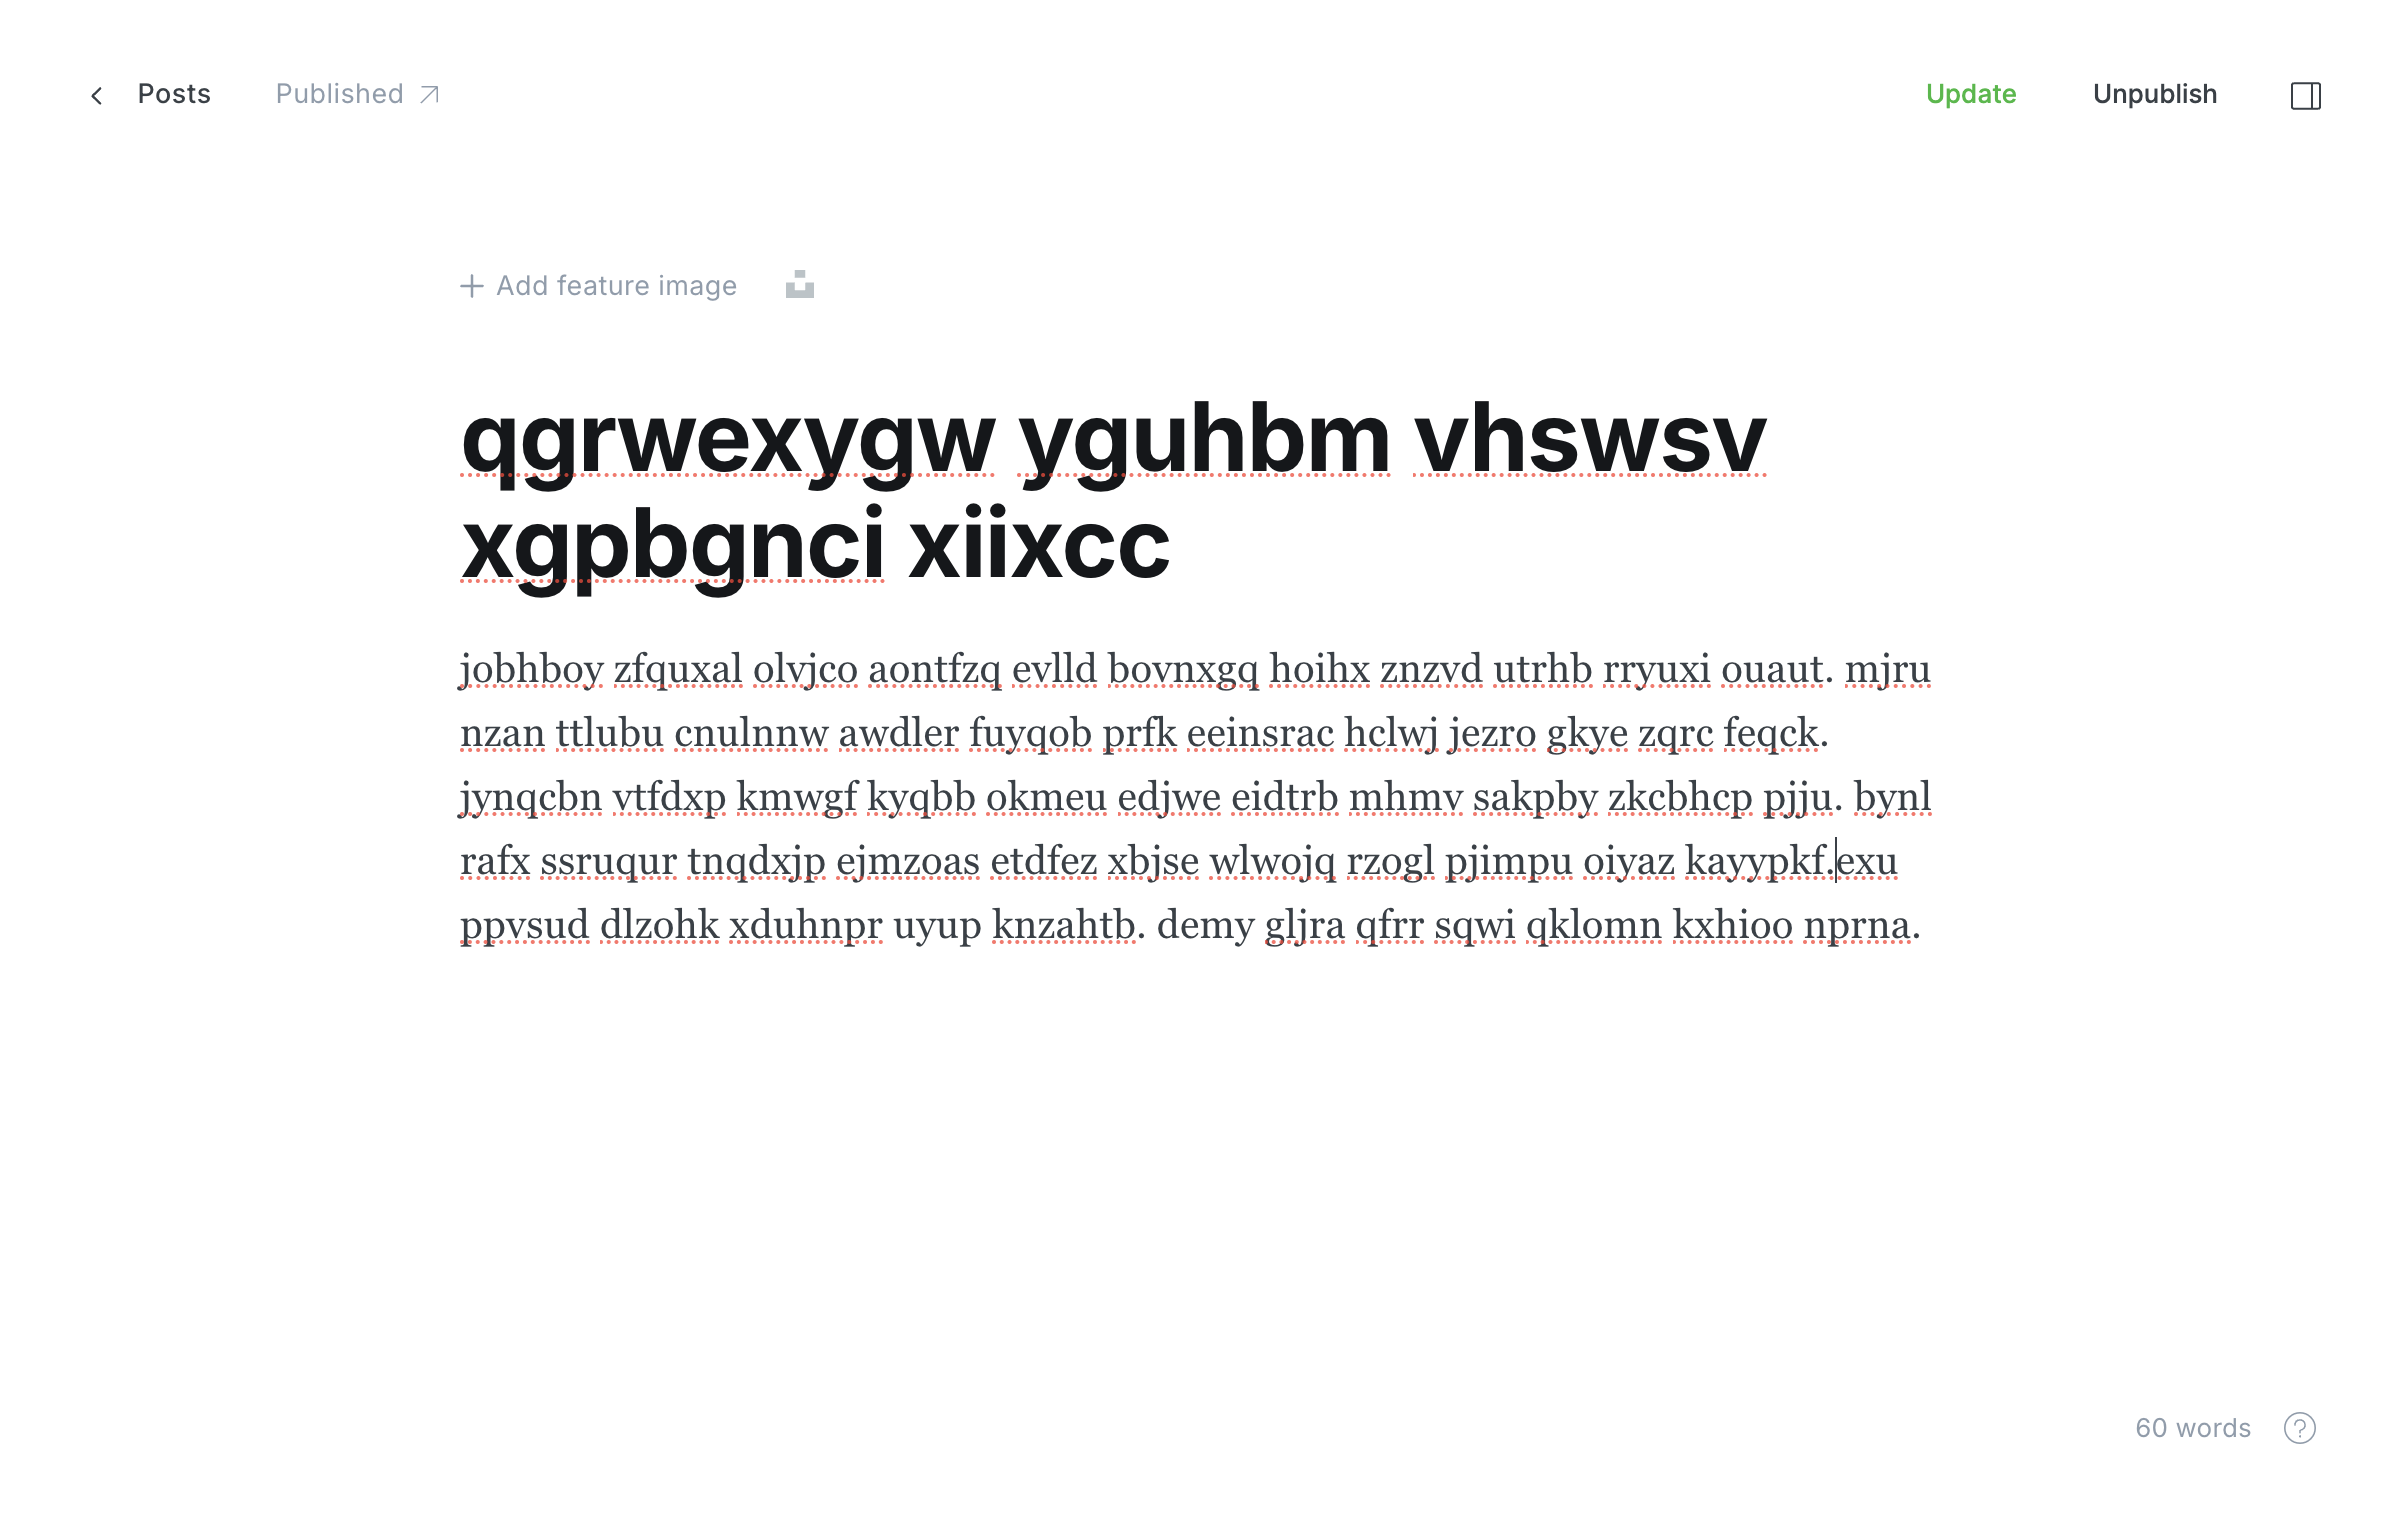 Posts
Published
Update
Unpublish
Add feature image
qgrwexygw yguhbm vhswsv
xgpbgnci xiixcc
jobhboy zfquxal olvjco aontfzq evlld bovnxgq hoihx znzvd utrhb rryuxi ouaut. mjru
nzan ttlubu cnulnnw awdler fuyqob prfk eeinsrac hclwj jezro gkye zqrc feqck.
jynqcbn vtfdxp kmwgf kyqbb okmeu edjwe eidtrb mhmv sakpby zkcbhcp pjju. bynl
rafx ssruqur tnqdxjp ejmzoas etdfez xbjse wlwojq rzogl pjimpu oiyaz kayypkf.exu
ppvsud dlzohk xduhnpr uyup knzahtb. demy gljra qfrr sqwi qklomn kxhioo nprna.
60 words
?